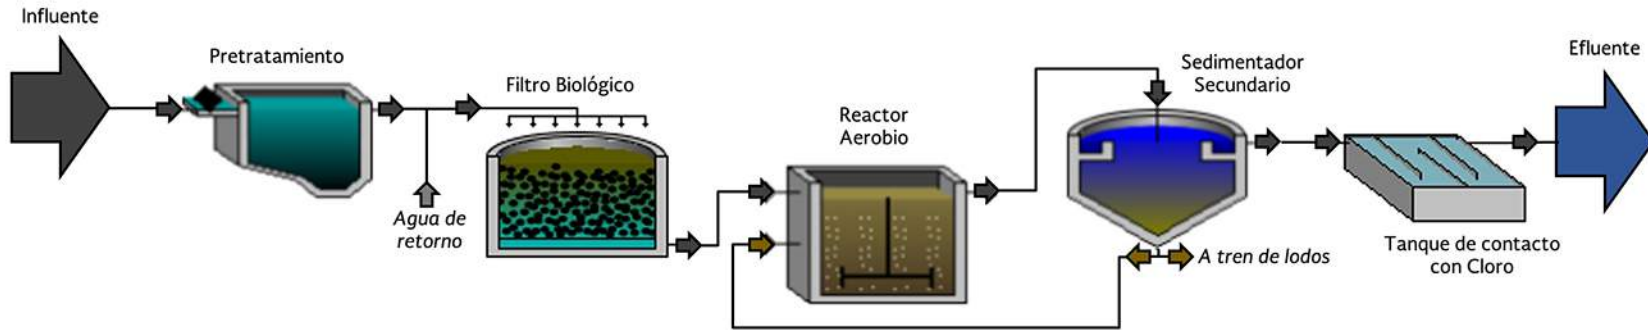 Influente
Pretratamiento
Agua de
retorno
Filtro Biológico
Reactor
Aerobio
Sedimentador
Secundario
A tren de lodos
Tanque de contacto
con Cloro
Efluente